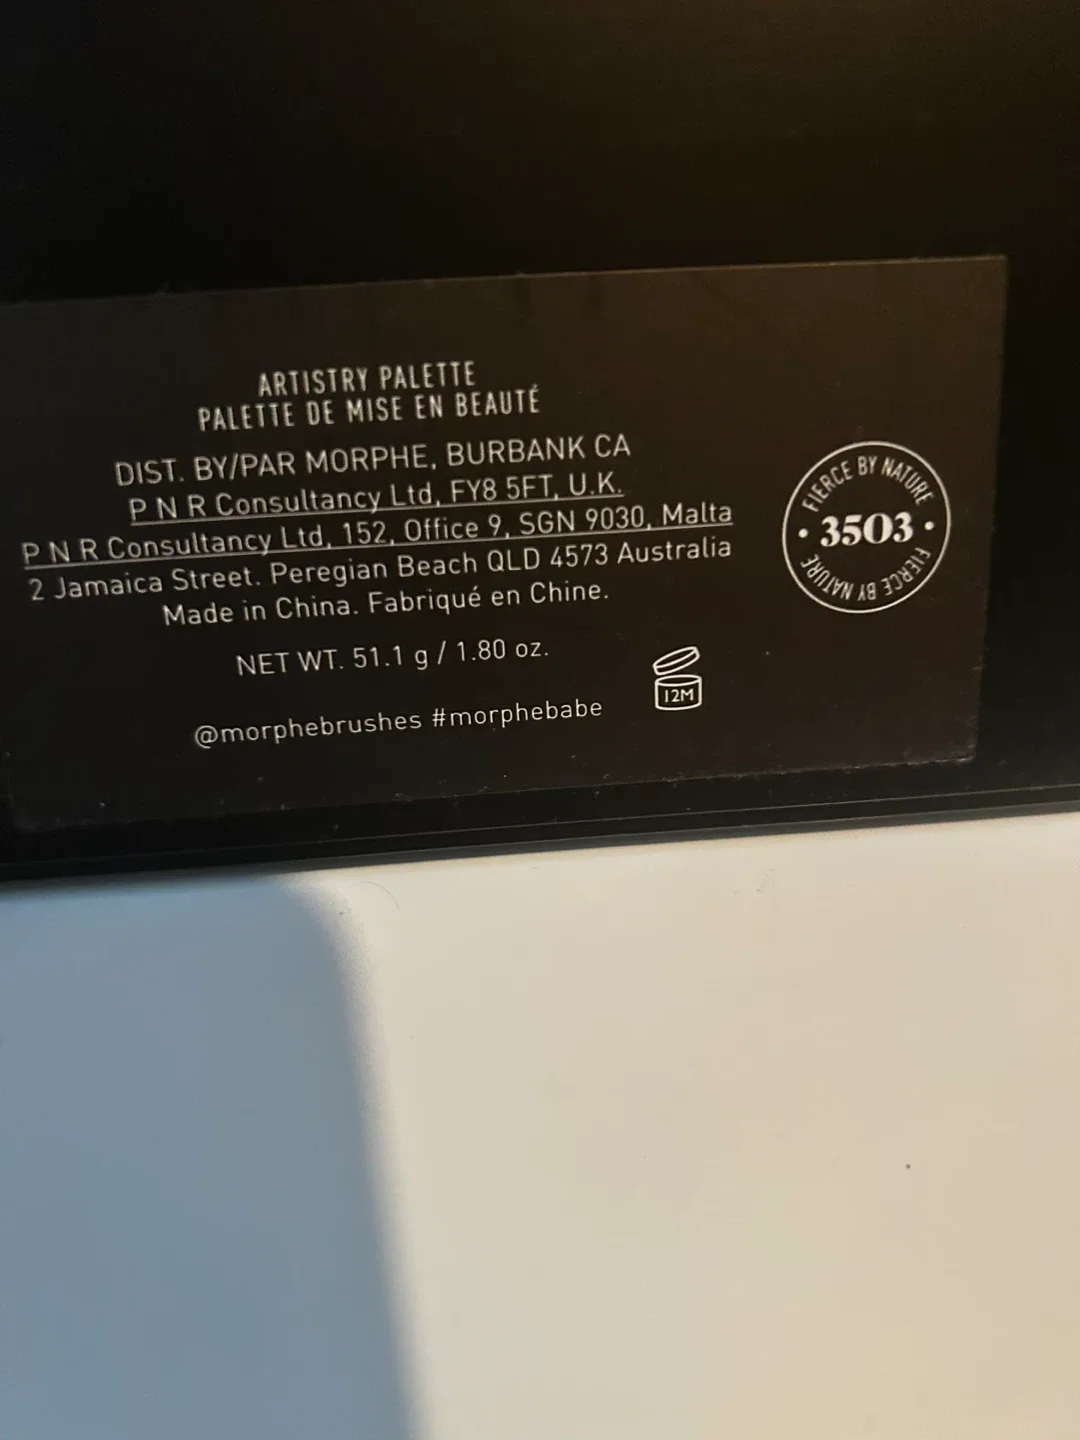 ARTISTRY PALETTE
PALETTE DE MISE EN BEAUTÉ
DIST. BY/PAR MORPHE, BURBANK CA
P N R Consultancy Ltd, FY8 5FT, U.K.
P N R Consultancy Ltd, 152, Office 9, SGN 9030, Malta
2 Jamaica Street. Peregian Beach QLD 4573 Australia
Made in China. Fabriqué en Chine.
NET WT. 51.1 g / 1.80 oz.
@morphebrushes #morphebabe
12M
FIERCE BY NATURE
• 35O3 •
FIERCE BY NATURE